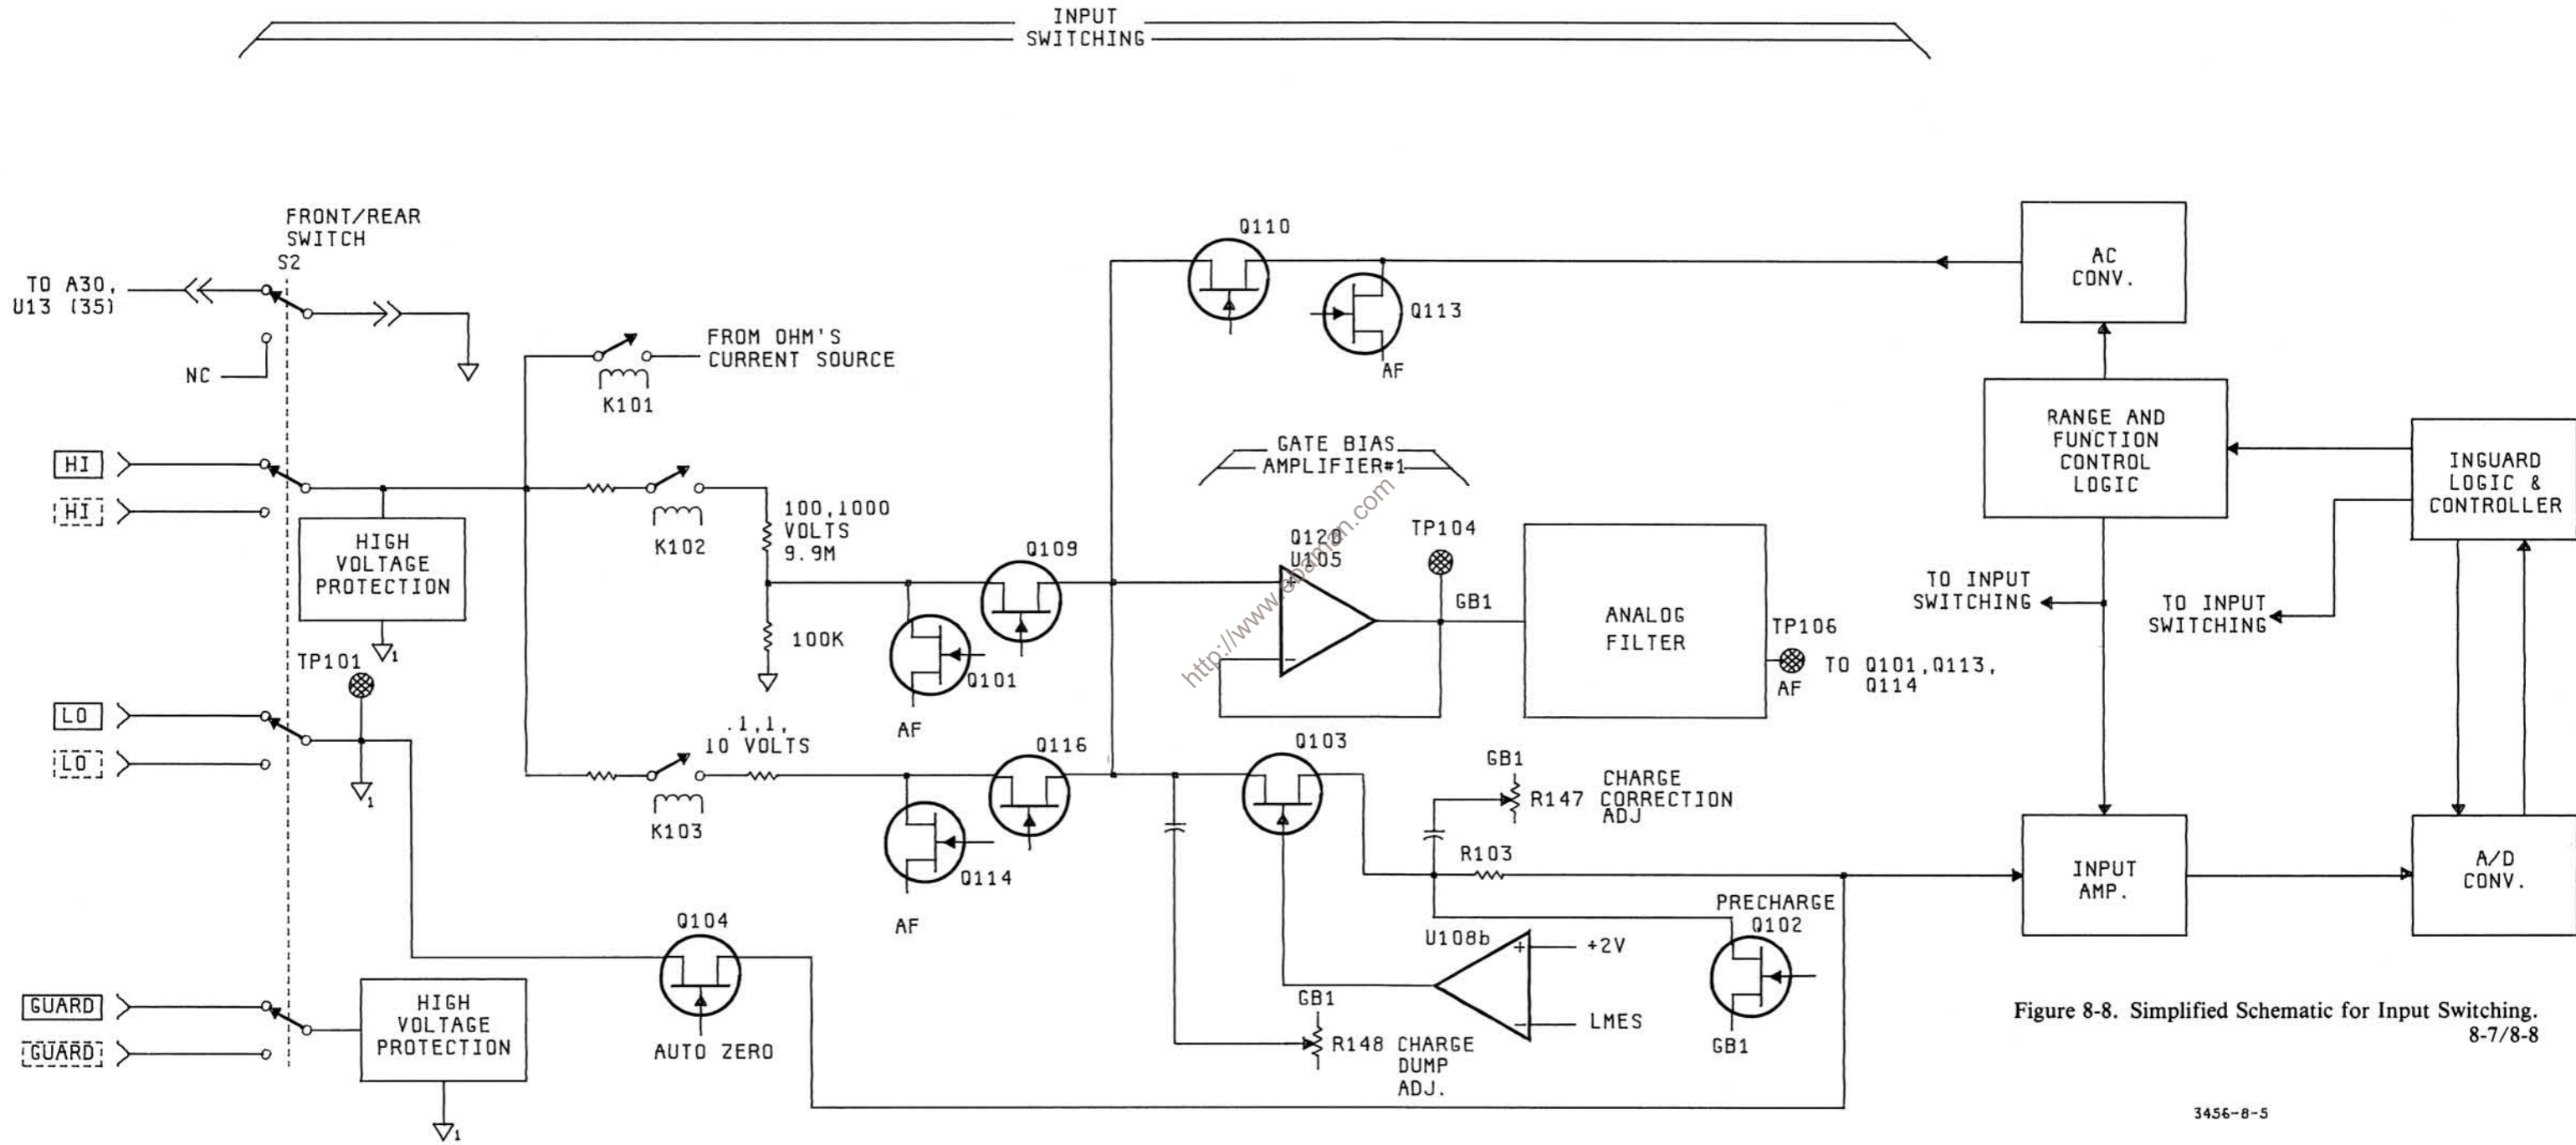 INPUT
SWITCHING
FRONT/REAR
SWITCH
S2
TO A30,
U13 (35)
NC
HI
HI
HIGH
VOLTAGE
PROTECTION
1
TP101
LO
LO
1
GUARD
GUARD
HIGH
VOLTAGE
PROTECTION
1
K101
FROM OHM'S
CURRENT SOURCE
K102
100,1000
VOLTS
9.9M
100K
Q109
Q101
AF
.1,1,
10 VOLTS
K103
Q116
Q114
AF
Q104
AUTO ZERO
Q110
Q113
AF
GATE BIAS
AMPLIFIER#1
Q120
U105
+
-
TP104
GB1
ANALOG
FILTER
TP106
AF
TO Q101,Q113,
Q114
Q103
GB1
R147
CHARGE
CORRECTION
ADJ
R103
PRECHARGE
Q102
GB1
U108b
+
+2V
-
LMES
GB1
R148 CHARGE
DUMP
ADJ.
AC
CONV.
RANGE AND
FUNCTION
CONTROL
LOGIC
INGUARD
LOGIC &
CONTROLLER
TO INPUT
SWITCHING
TO INPUT
SWITCHING
INPUT
AMP.
A/D
CONV.
Figure 8-8. Simplified Schematic for Input Switching.
8-7/8-8
3456-8-5